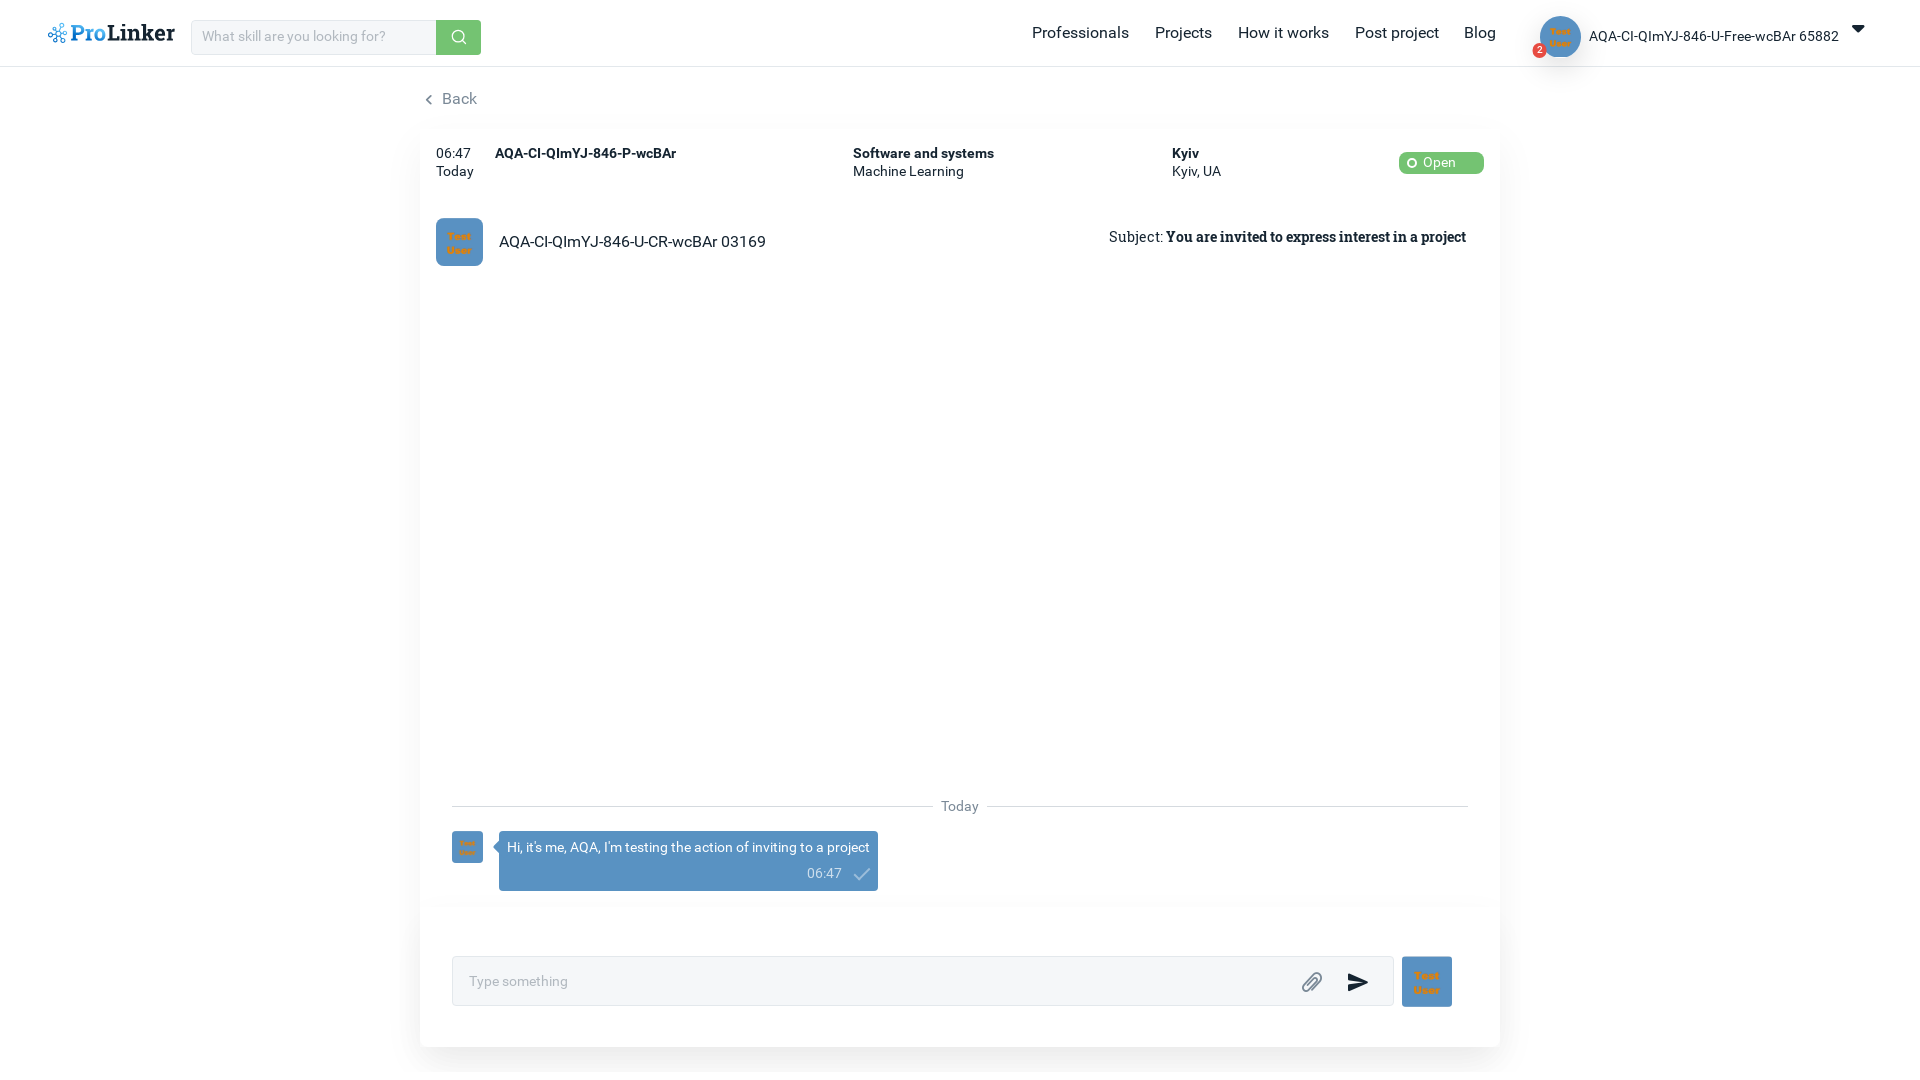 ProLinker
What skill are you looking for?
Professionals
Projects
How it works
Post project
Blog
Test
User
2
AQA-CI-QImYJ-846-U-Free-wcBAr 65882
Back
06:47
Today
AQA-CI-QImYJ-846-P-wcBAr
Software and systems
Machine Learning
Kyiv
Kyiv, UA
Open
Test
User
AQA-CI-QImYJ-846-U-CR-wcBAr 03169
Subject: You are invited to express interest in a project
Today
Test
User
Hi, it's me, AQA, I'm testing the action of inviting to a project
06:47
Type something
Test
User